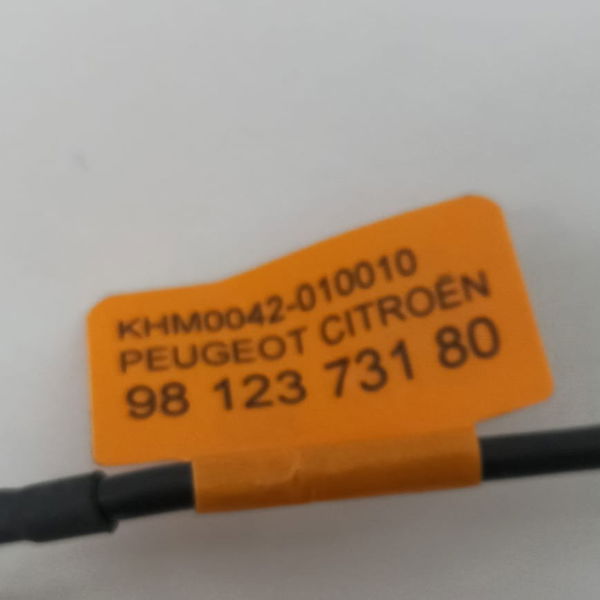 KHM0042-010010
PEUGEOT CITROËN
98 123 731 80